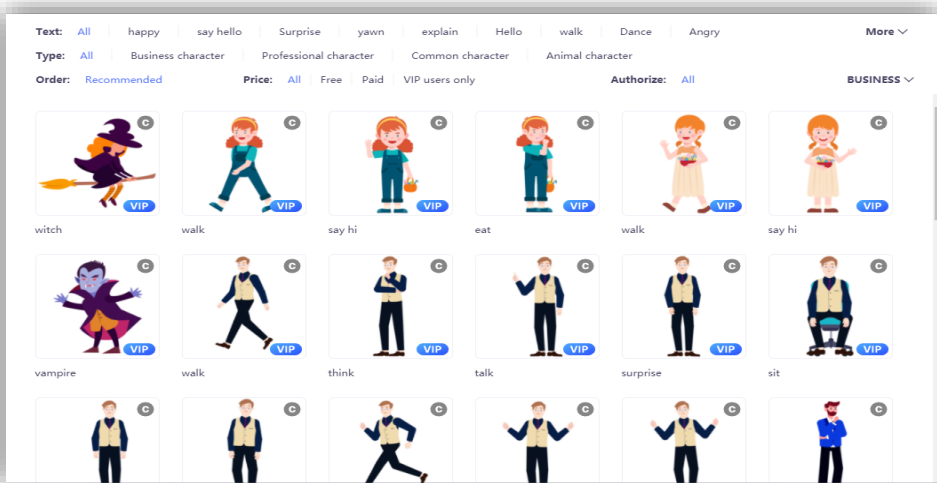 Text: All happy say hello Surprise yawn explain Hello walk Dance Angry More
Type: All Business character Professional character Common character Animal character
Order: Recommended Price: All Free Paid VIP users only Authorize: All BUSINESS
C C C C C C
VIP VIP VIP VIP VIP VIP
witch walk say hi eat walk say hi
C C C C C C
VIP VIP VIP VIP VIP VIP
vampire walk think talk surprise sit
C C C C C C